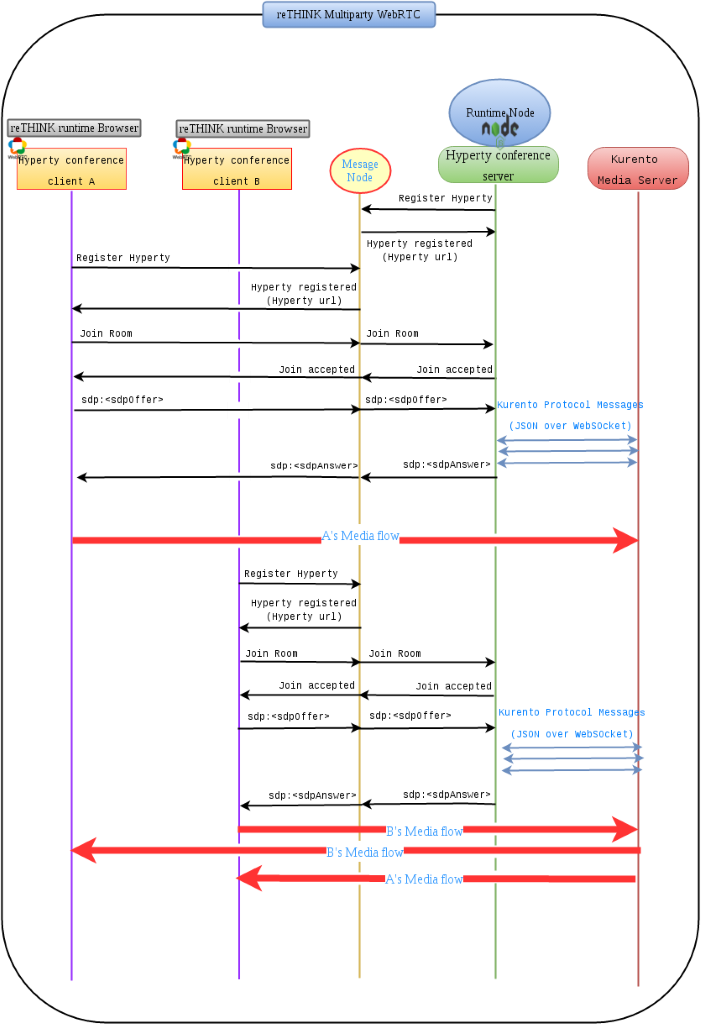 reTHINK Multiparty WebRTC
Runtime Node
node
reTHINK runtime Browser
reTHINK runtime Browser
Hyperty conference
client A
Hyperty conference
client B
Mesage
Node
Hyperty conference
server
Kurento
Media Server
Register Hyperty
Hyperty registered
(Hyperty url)
Register Hyperty
Hyperty registered
(Hyperty url)
Join Room
Join Room
Join accepted
Join accepted
sdp:<sdpOffer>
sdp:<sdpOffer>
Kurento Protocol Messages
(JSON over WebSOcket)
sdp:<sdpAnswer>
sdp:<sdpAnswer>
A's Media flow
Register Hyperty
Hyperty registered
(Hyperty url)
Join Room
Join Room
Join accepted
Join accepted
sdp:<sdpOffer>
sdp:<sdpOffer>
Kurento Protocol Messages
(JSON over WebSOcket)
sdp:<sdpAnswer>
sdp:<sdpAnswer>
B's Media flow
B's Media flow
A's Media flow